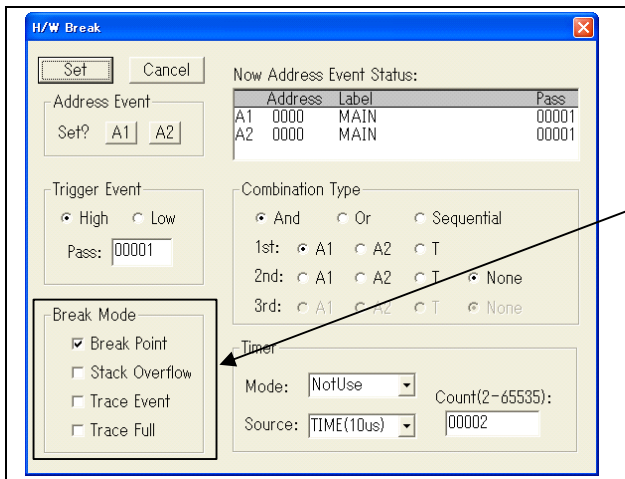 H/W Break
Set Cancel
Address Event
Set? A1 A2
Now Address Event Status:
Address Label Pass
A1 0000 MAIN 00001
A2 0000 MAIN 00001
Trigger Event
High Low
Pass: 00001
Combination Type
And Or Sequential
1st: A1 A2 T
2nd: A1 A2 T None
3rd: A1 A2 T None
Break Mode
Break Point
Stack Overflow
Trace Event
Trace Full
Timer
Mode: NotUse
Count(2-65535):
Source: TIME(10us) 00002